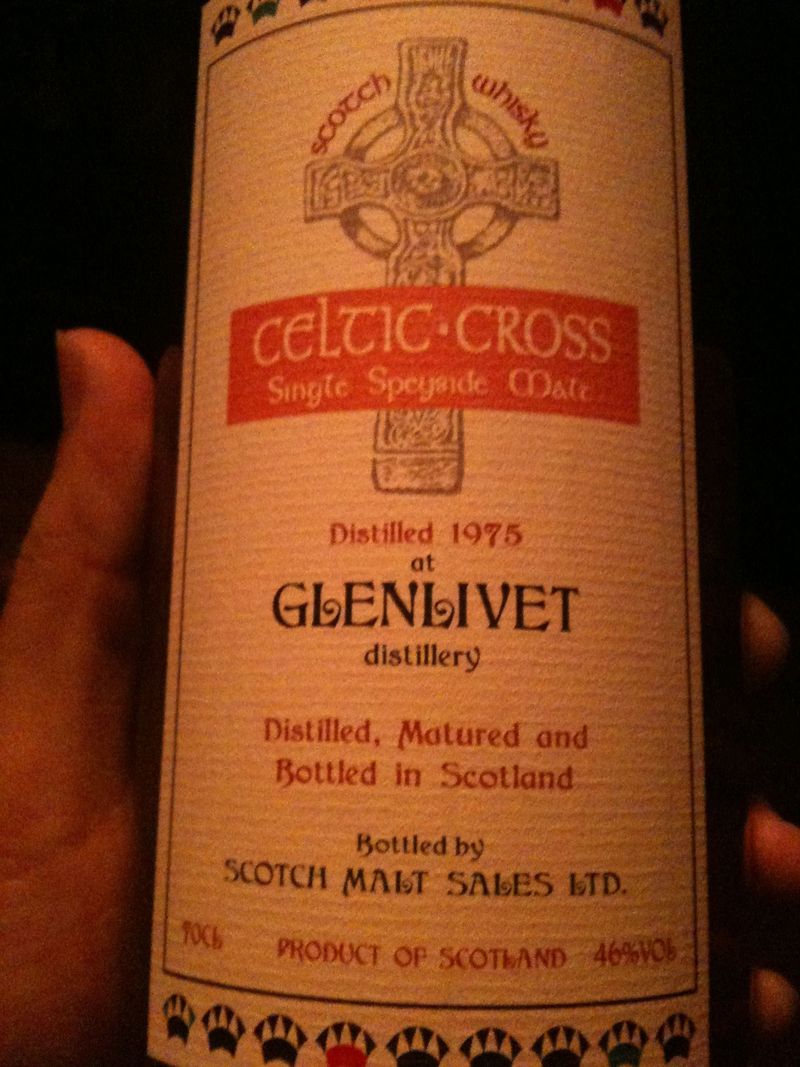 scotch whisky
CELTIC·CROSS
Single Speyside Malt
Distilled 1975
at
GLENLIVET
distillery
Distilled, Matured and
Bottled in Scotland
Bottled by
SCOTCH MALT SALES LTD.
70Cl PRODUCT OF SCOTLAND 46%VOL